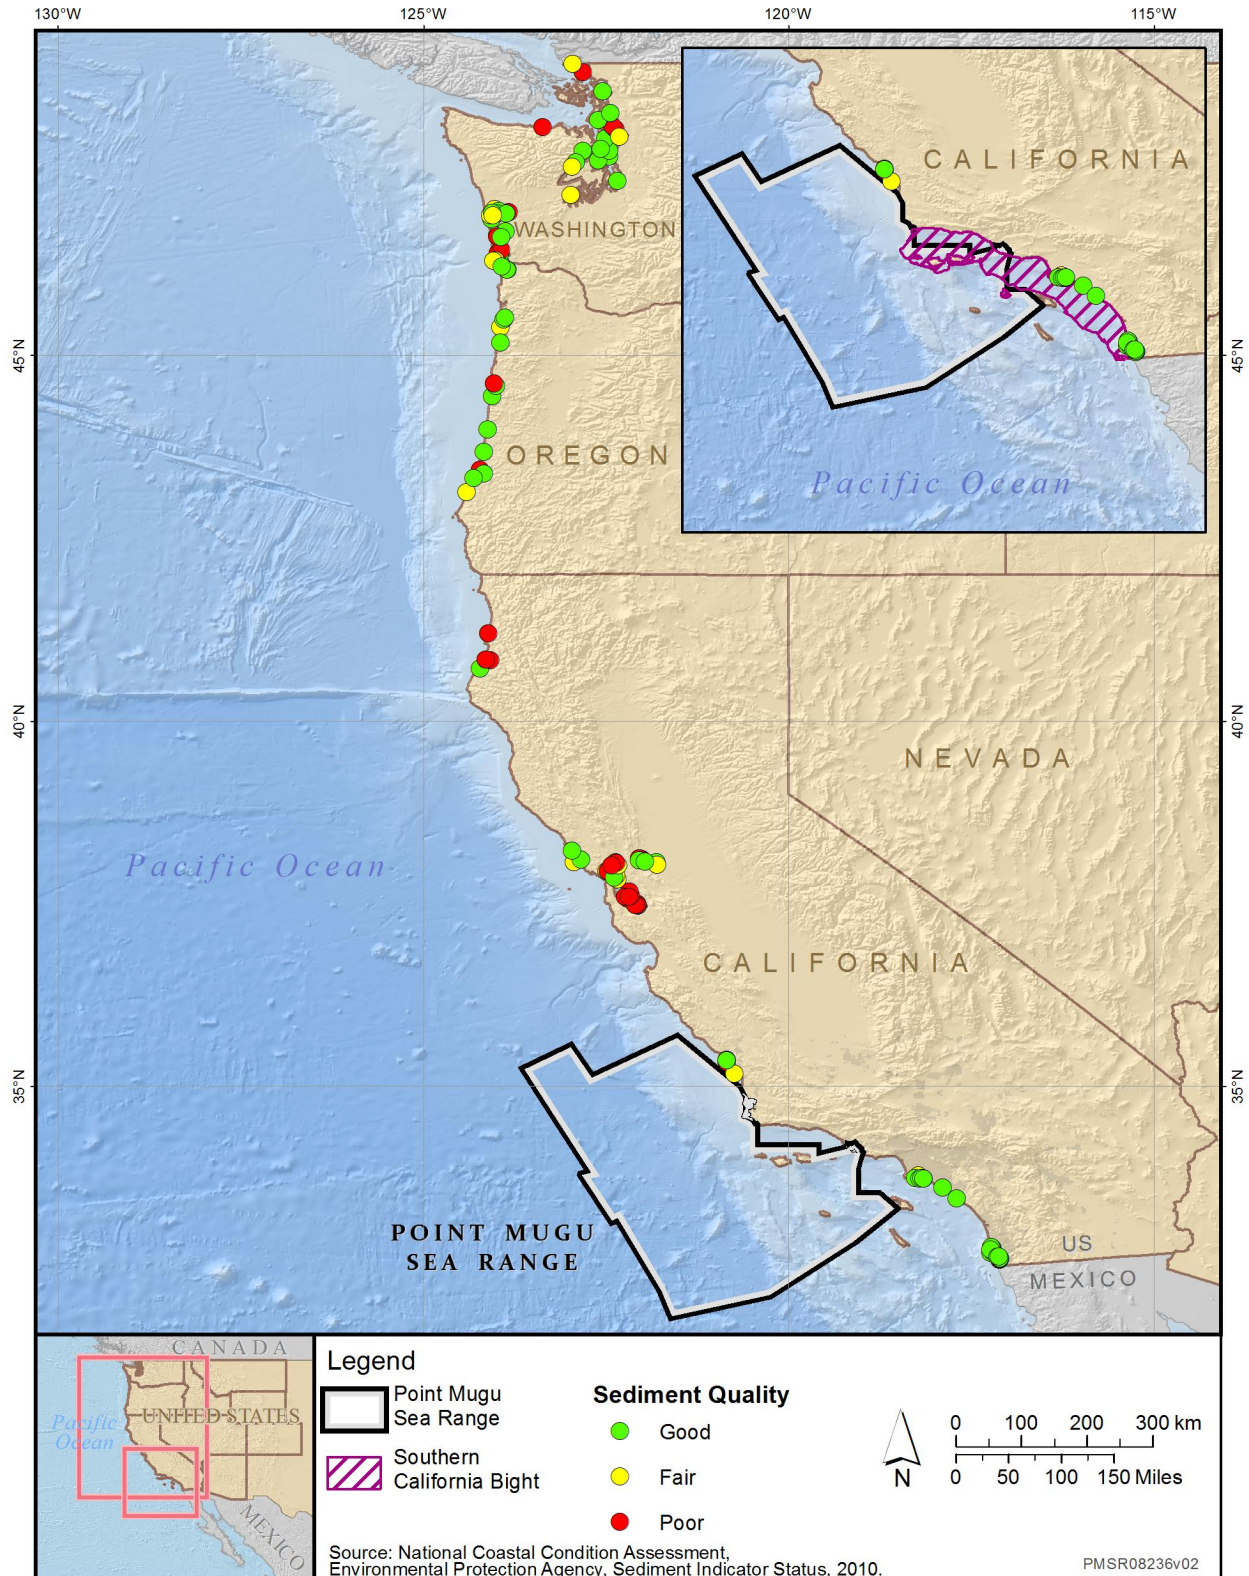 130°W
125°W
120°W
115°W
CALIFORNIA
WASHINGTON
45°N
45°N
OREGON
Pacific Ocean
40°N
40°N
NEVADA
Pacific Ocean
CALIFORNIA
35°N
35°N
POINT MUGU
SEA RANGE
US
MEXICO
CANADA
UNITED STATES
Pacific
Ocean
MEXICO
Legend
Point Mugu
Sea Range
Southern
California Bight
Sediment Quality
Good
Fair
Poor
N
0 100 200 300 km
0 50 100 150 Miles
Source: National Coastal Condition Assessment,
Environmental Protection Agency, Sediment Indicator Status, 2010.
PMSR08236v02